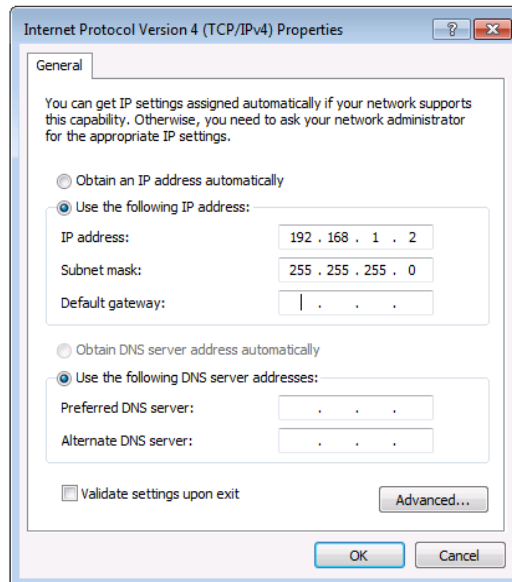 Internet Protocol Version 4 (TCP/IPv4) Properties
General
You can get IP settings assigned automatically if your network supports
this capability. Otherwise, you need to ask your network administrator
for the appropriate IP settings.
Obtain an IP address automatically
Use the following IP address:
IP address: 192 . 168 . 1 . 2
Subnet mask: 255 . 255 . 255 . 0
Default gateway: . . .
Obtain DNS server address automatically
Use the following DNS server addresses:
Preferred DNS server: . . .
Alternate DNS server: . . .
Validate settings upon exit
Advanced...
OK Cancel